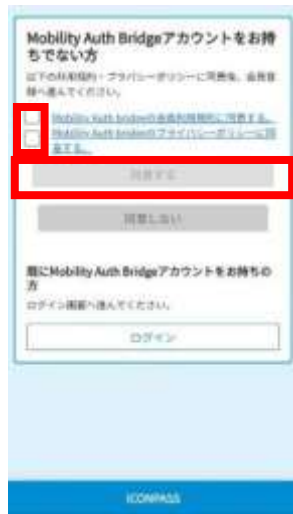 Mobility Auth Bridgeアカウントをお持
ちでない方
以下の利用規約・プライバシーポリシーに同意後、会員登
録へ進んでください。
Mobility Auth Bridgeの会員利用規約に同意する。
Mobility Auth Bridgeのプライバシーポリシーに同
意する。
同意する
同意しない
既にMobility Auth Bridgeアカウントをお持ちの
方
ログイン画面へ進んでください。
ログイン
iCONPASS